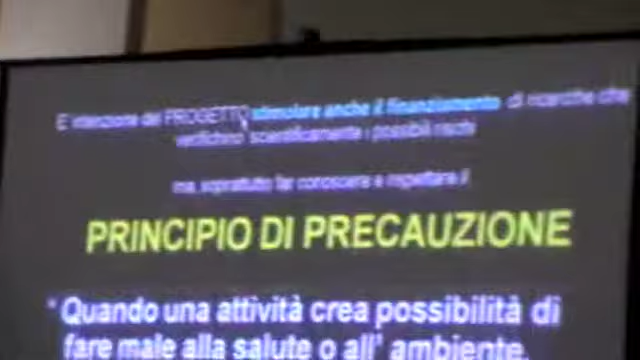 E' intenzione del PROGETTO stimolare anche il finanziamento di ricerche che
verifichino scientificamente i possibili rischi
ma soprattutto far conoscere e rispettare il
PRINCIPIO DI PRECAUZIONE
" Quando una attività crea possibilità di
fare male alla salute o all' ambiente,